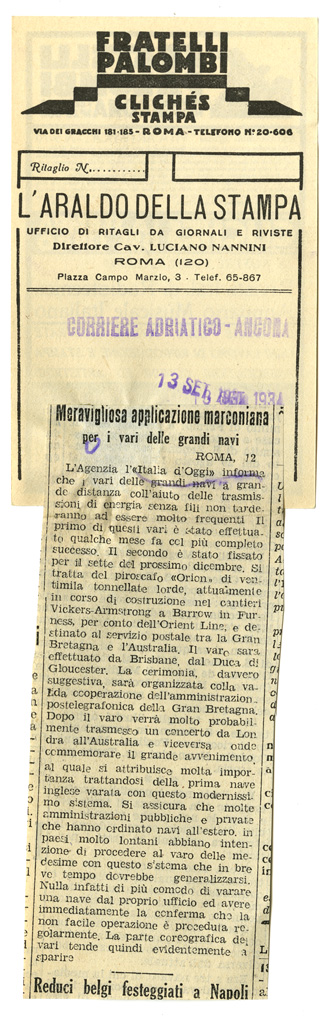 FRATELLI
PALOMBI
CLICHÉS
STAMPA
VIA DEI GRACCHI 181-185 - ROMA - TELEFONO N° 20-606
Ritaglio N.............
L'ARALDO DELLA STAMPA
UFFICIO DI RITAGLI DA GIORNALI E RIVISTE
Direttore Cav. LUCIANO NANNINI
ROMA (120)
Piazza Campo Marzio, 3 - Telef. 65-867
CORRIERE ADRIATICO - ANCONA
13 SET 1934
Meravigliosa applicazione marconiana
per i vari delle grandi navi
ROMA, 12
L'Agenzia l'«Italia d'Oggi» informa
che i vari delle grandi navi a gran-
de distanza coll'aiuto delle trasmis-
sioni di energia senza fili non tarde-
ranno ad essere molto frequenti Il
primo di questi vari è stato effettua-
to qualche mese fa col più completo
successo. Il secondo è stato fissato
per il sette del prossimo dicembre. Si
tratta del piroscafo «Orion» di ven-
timila tonnellate lorde, attualmente
in corso di costruzione nel cantieri
Vickers-Armstrong a Barrow in Fur-
ness, per conto dell'Orient Line, e de-
stinato al servizio postale tra la Gran
Bretagna e l'Australia. Il varo sarà
effettuato da Brisbane, dal Duca di
Gloucester. La cerimonia, davvero
suggestiva, sarà organizzata colla va-
lida cooperazione dell'amministrazion
postelegrafonica della Gran Bretagna.
Dopo il varo verrà molto probabil-
mente trasmesso un concerto da Lon
dra all'Australia e viceversa onde
commemorare il grande avvenimento,
al quale si attribuisce molta impor-
tanza trattandosi della prima nave
inglese varata con questo modernissi-
mo sistema. Si assicura che molte
amministrazioni pubbliche e private
che hanno ordinato navi all'estero, in
paesi molto lontani abbiano inten-
zione di procedere al varo delle me-
desime con questo s'stema che in bre
ve tempo dovrebbe generalizzarsi.
Nulla infatti di più comodo di varare
una nave dal proprio ufficio ed avere
immediatamente la conferma che la
non facile operazione è proceduta re-
golarmente. La parte coreografica dei
vari tende quindi evidentemente a
sparire
Reduci belgi festeggiati a Napoli